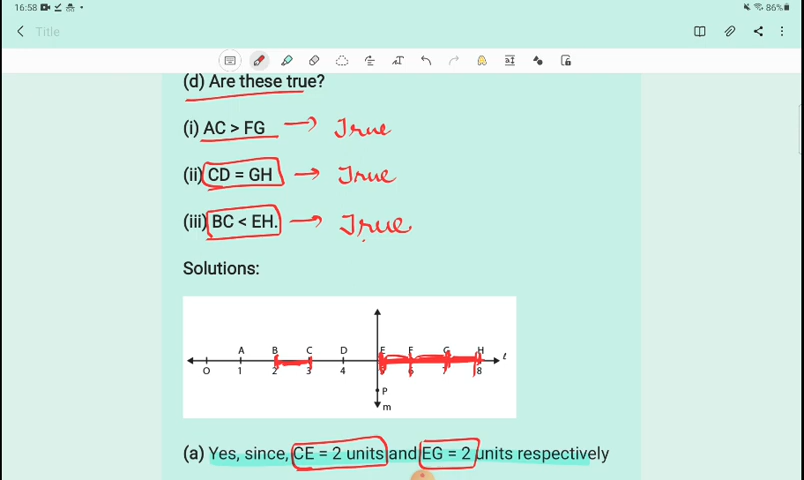 16:58 86%
Title
(d) Are these true?
(i) AC > FG → True
(ii) CD = GH → True
(iii) BC < EH. → True
Solutions:
A B C D E F G H ℓ
O 1 2 3 4 5 6 7 8
P
m
(a) Yes, since, CE = 2 units and EG = 2 units respectively